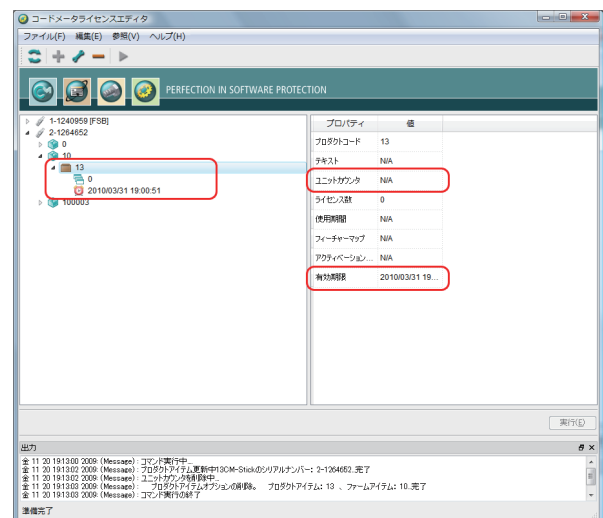 コードメータライセンスエディタ
ファイル(F) 編集(E) 参照(V) ヘルプ(H)
PERFECTION IN SOFTWARE PROTECTION
1-1240959 [FSB]
2-1264652
0
10
13
0
2010/03/31 19:00:51
100003
プロパティ 値
プロダクトコード 13
テキスト N/A
ユニットカウンタ N/A
ライセンス数 0
使用期間 N/A
フィーチャーマップ N/A
アクティベーション... N/A
有効期限 2010/03/31 19...
実行(E)
出力
金 11 20 19:13:00 2009: (Message) : コマンド実行中...
金 11 20 19:13:02 2009: (Message) : プロダクトアイテム更新中13CM-Stickのシリアルナンバー: 2-1264652..完了
金 11 20 19:13:02 2009: (Message) : ユニットカウンタを削除中...
金 11 20 19:13:03 2009: (Message) : プロダクトアイテムオプションの削除。 プロダクトアイテム: 13 、ファームアイテム: 10..完了
金 11 20 19:13:03 2009: (Message) : コマンド実行の終了
準備完了